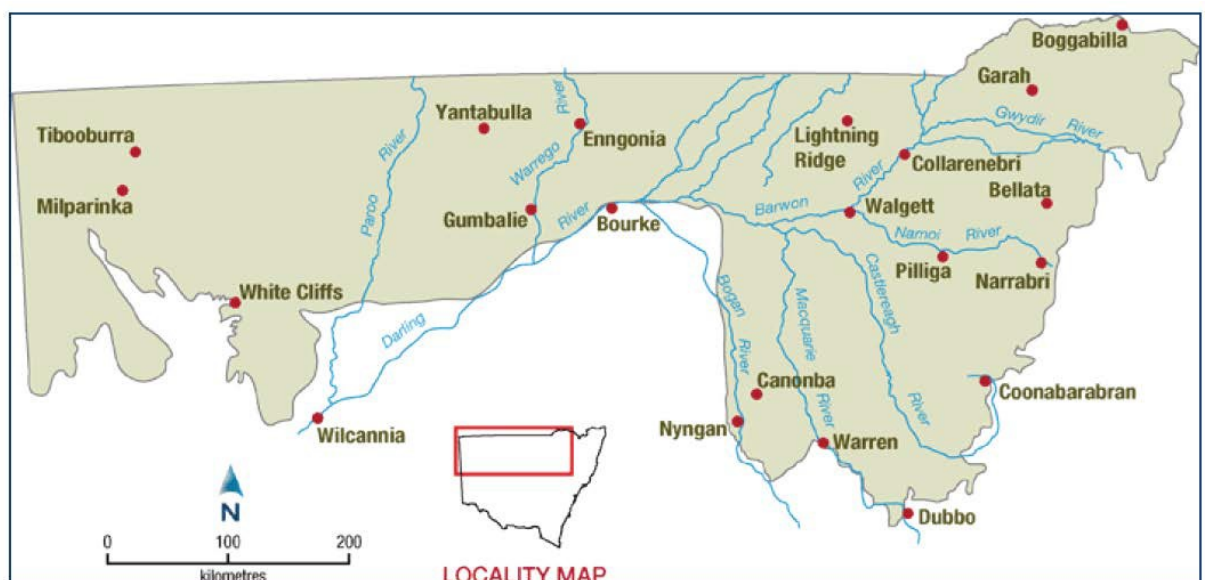 Boggabilla
Garah
Gwydir River
Yantabulla
River
Tibooburra
River
Enngonia
Lightning
Ridge
Collarenebri
Warrego
River
Bellata
Milparinka
Paroo
Gumbalie
River
Bourke
Barwon
Walgett
Namoi River
Pilliga
Narrabri
White Cliffs
Castlereagh
Bogan
Macquarie
Darling
River
Canonba
Coonabarabran
River
River
Nyngan
Warren
Wilcannia
N
Dubbo
0 100 200
kilometres
LOCALITY MAP